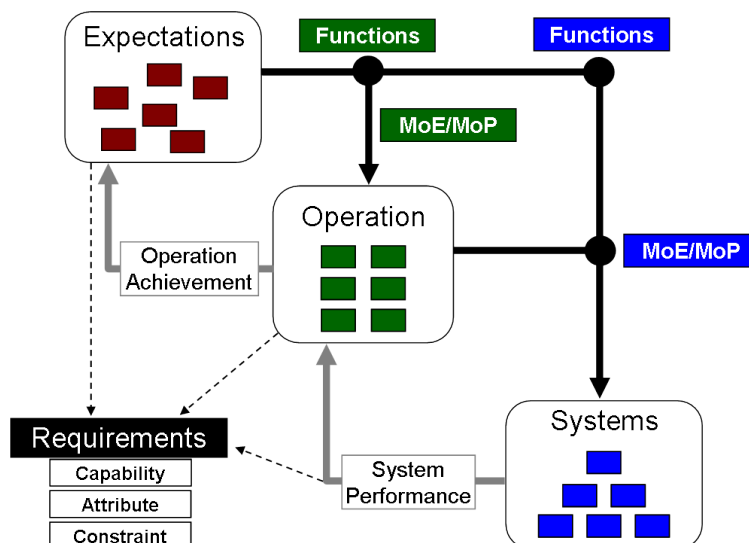 Expectations
Functions
Functions
MoE/MoP
Operation
MoE/MoP
Operation
Achievement
Requirements
Capability
Attribute
Constraint
System
Performance
Systems